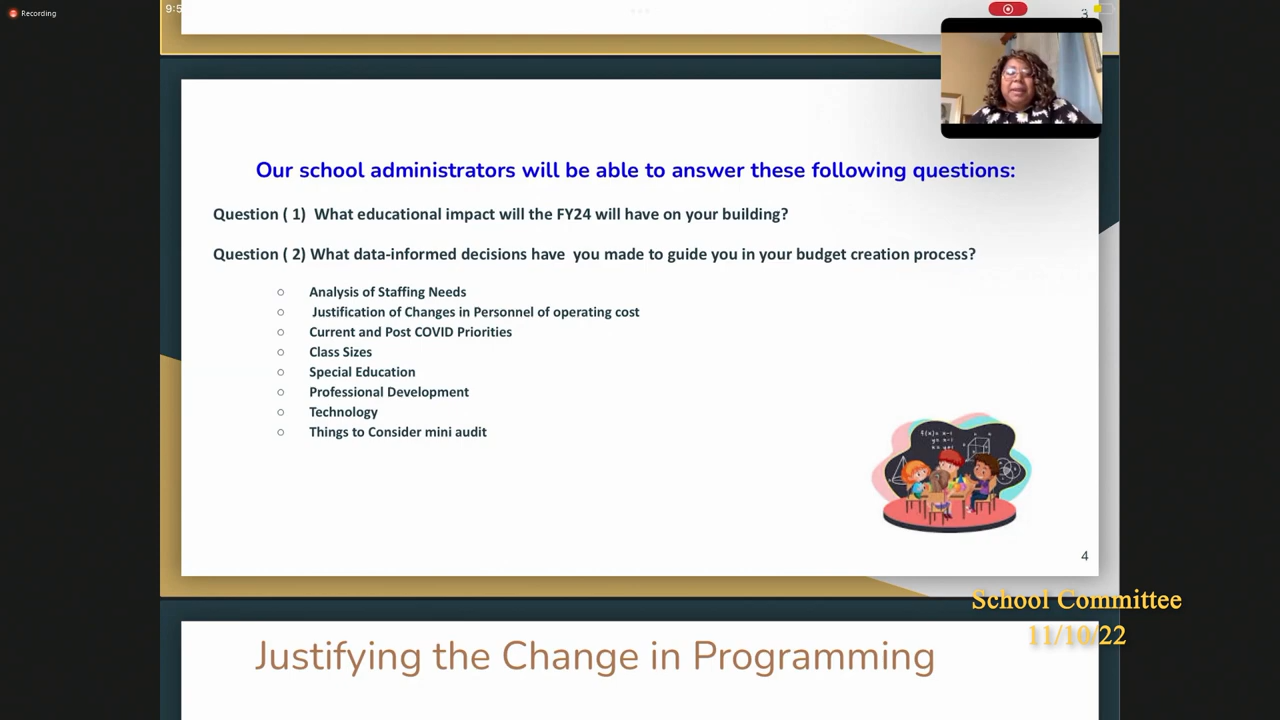 Recording
9:5
3
Our school administrators will be able to answer these following questions:
Question ( 1)  What educational impact will the FY24 will have on your building?
Question ( 2) What data-informed decisions have  you made to guide you in your budget creation process?
Analysis of Staffing Needs
Justification of Changes in Personnel of operating cost
Current and Post COVID Priorities
Class Sizes
Special Education
Professional Development
Technology
Things to Consider mini audit
4
School Committee
11/10/22
Justifying the Change in Programming